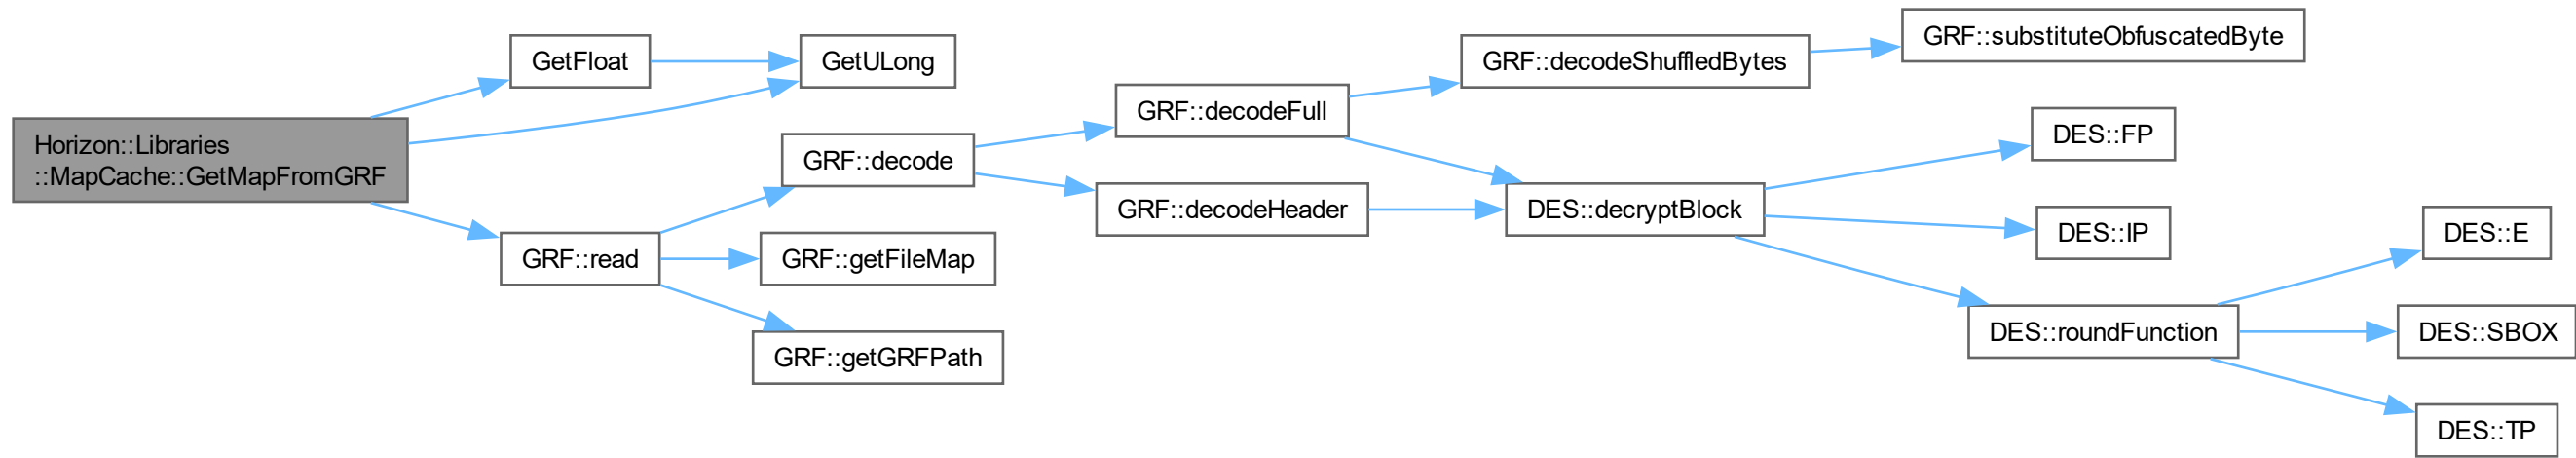 Horizon::Libraries
::MapCache::GetMapFromGRF
GetFloat
GetULong
GRF::read
GRF::decode
GRF::getFileMap
GRF::getGRFPath
GRF::decodeFull
GRF::decodeHeader
GRF::decodeShuffledBytes
DES::decryptBlock
GRF::substituteObfuscatedByte
DES::FP
DES::IP
DES::roundFunction
DES::E
DES::SBOX
DES::TP